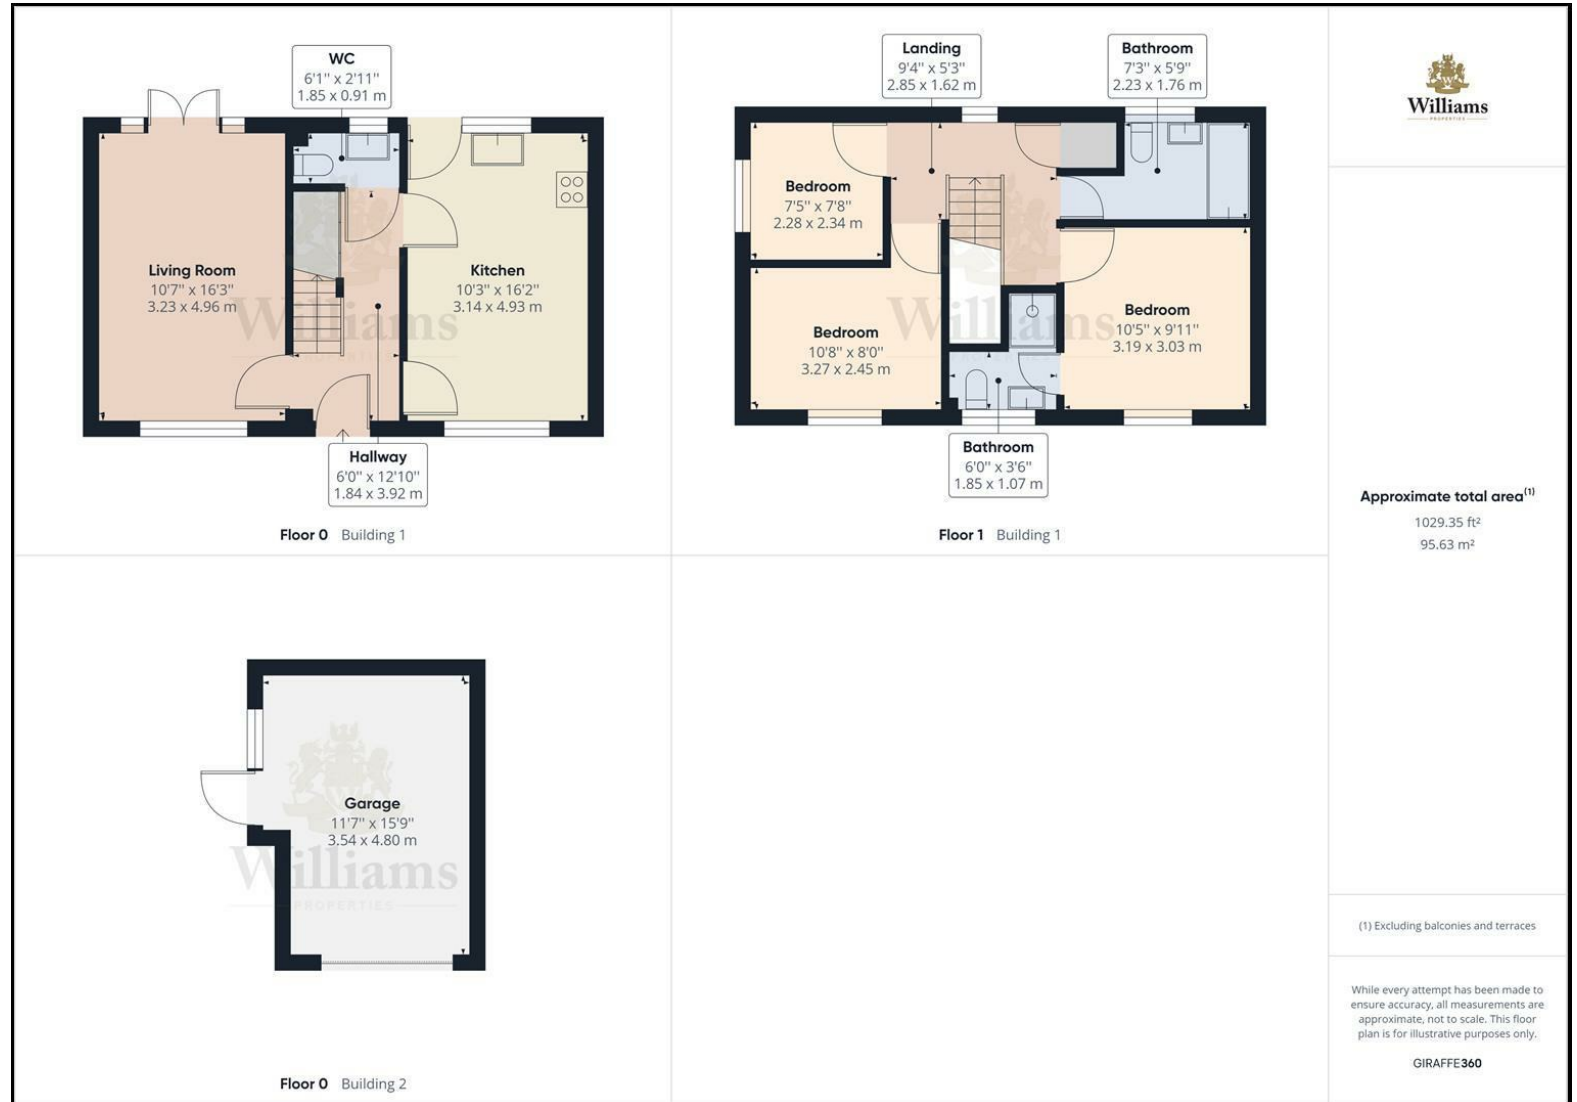 WC
6'1" x 2'11"
1.85 x 0.91 m
Living Room
10'7" x 16'3"
3.23 x 4.96 m
Kitchen
10'3" x 16'2"
3.14 x 4.93 m
Hallway
6'0" x 12'10"
1.84 x 3.92 m
Williams
Floor 0 Building 1
Landing
9'4" x 5'3"
2.85 x 1.62 m
Bathroom
7'3" x 5'9"
2.23 x 1.76 m
Bedroom
7'5" x 7'8"
2.28 x 2.34 m
Bedroom
10'8" x 8'0"
3.27 x 2.45 m
Bedroom
10'5" x 9'11"
3.19 x 3.03 m
Bathroom
6'0" x 3'6"
1.85 x 1.07 m
Williams
Floor 1 Building 1
Garage
11'7" x 15'9"
3.54 x 4.80 m
Williams
PROPERTIES
Floor 0 Building 2
Williams
PROPERTIES
Approximate total area(1)
1029.35 ft²
95.63 m²
(1) Excluding balconies and terraces
While every attempt has been made to
ensure accuracy, all measurements are
approximate, not to scale. This floor
plan is for illustrative purposes only.
GIRAFFE360